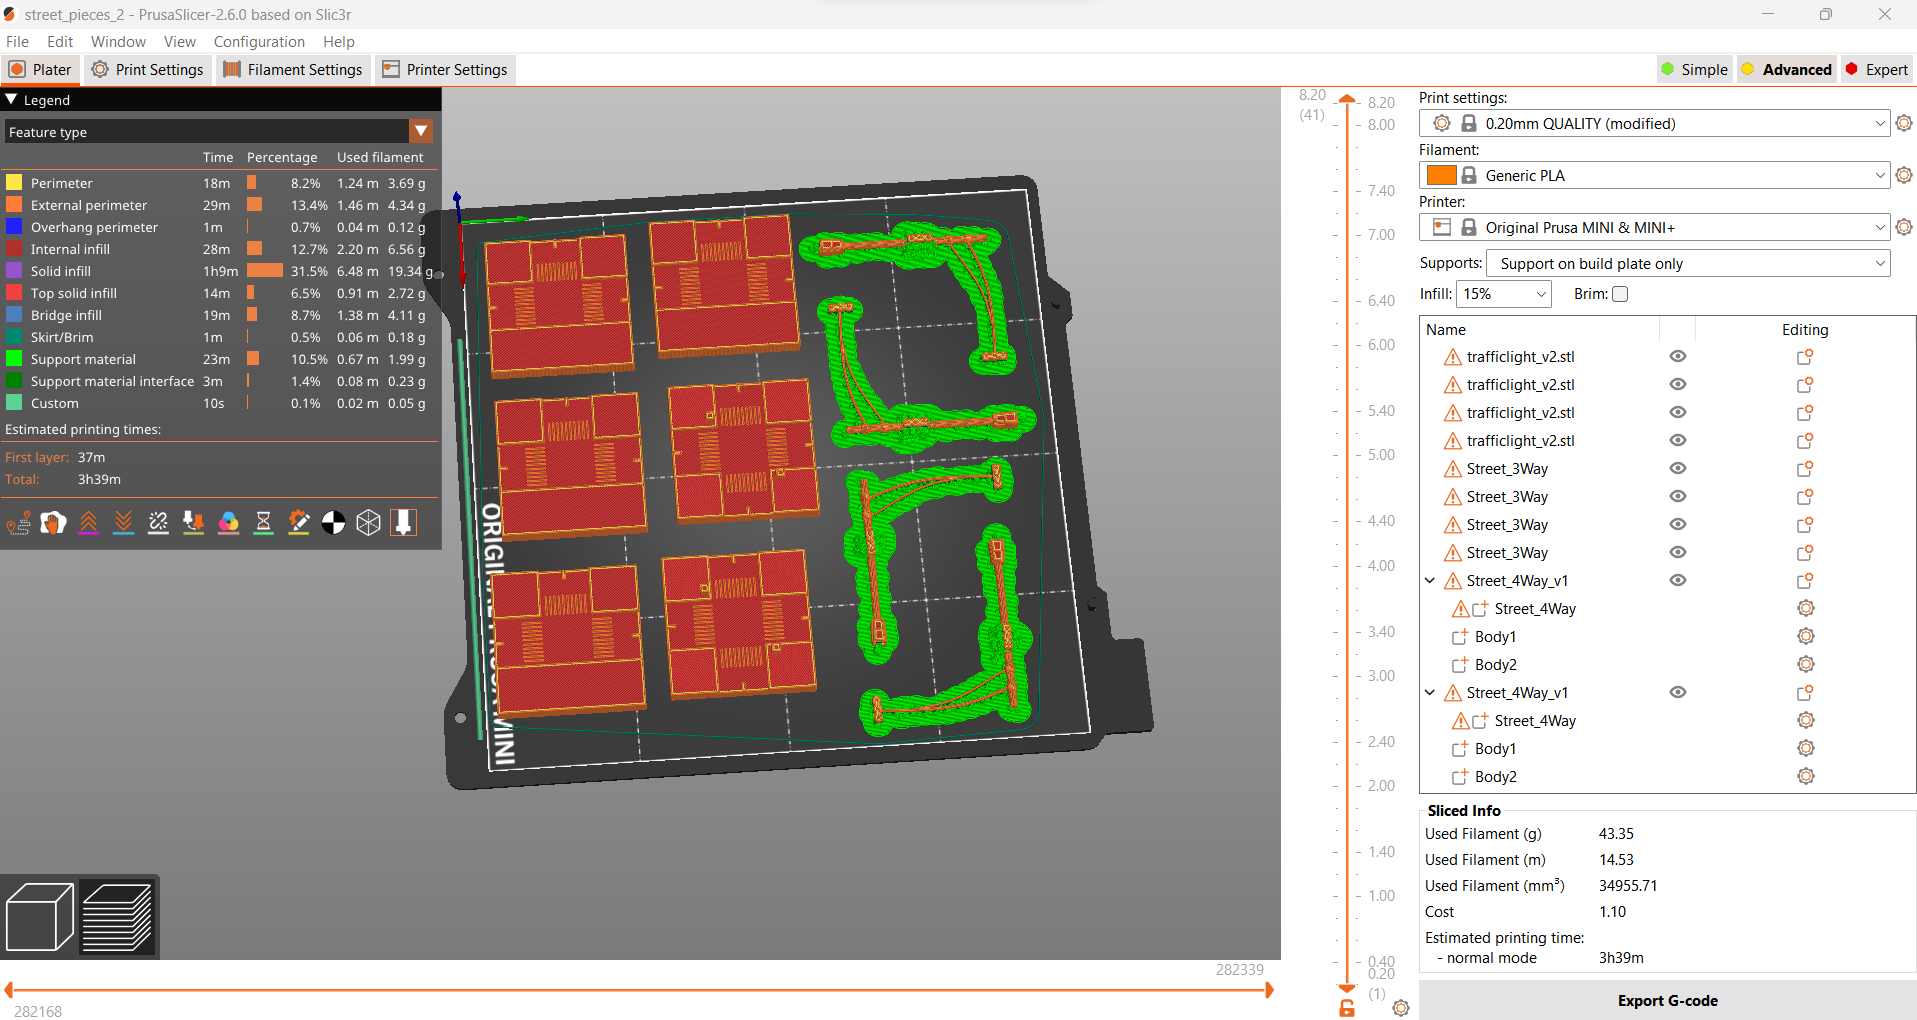 street_pieces_2 - PrusaSlicer-2.6.0 based on Slic3r
File Edit Window View Configuration Help
Plater Print Settings Filament Settings Printer Settings Simple Advanced Expert
Legend
Feature type
Time Percentage Used filament
Perimeter 18m 8.2% 1.24 m 3.69 g
External perimeter 29m 13.4% 1.46 m 4.34 g
Overhang perimeter 1m 0.7% 0.04 m 0.12 g
Internal infill 28m 12.7% 2.20 m 6.56 g
Solid infill 1h9m 31.5% 6.48 m 19.34 g
Top solid infill 14m 6.5% 0.91 m 2.72 g
Bridge infill 19m 8.7% 1.38 m 4.11 g
Skirt/Brim 1m 0.5% 0.06 m 0.18 g
Support material 23m 10.5% 0.67 m 1.99 g
Support material interface 3m 1.4% 0.08 m 0.23 g
Custom 10s 0.1% 0.02 m 0.05 g
Estimated printing times:
First layer: 37m
Total: 3h39m
8.20
(41)
8.20
8.00
7.40
7.00
6.40
6.00
5.40
5.00
4.40
4.00
3.40
3.00
2.40
2.00
1.40
1.00
0.40
0.20
(1)
282339
282168
Print settings:
0.20mm QUALITY (modified)
Filament:
Generic PLA
Printer:
Original Prusa MINI & MINI+
Supports: Support on build plate only
Infill: 15% Brim:
Name Editing
trafficlight_v2.stl
trafficlight_v2.stl
trafficlight_v2.stl
trafficlight_v2.stl
Street_3Way
Street_3Way
Street_3Way
Street_3Way
Street_4Way_v1
Street_4Way
Body1
Body2
Street_4Way_v1
Street_4Way
Body1
Body2
Sliced Info
Used Filament (g) 43.35
Used Filament (m) 14.53
Used Filament (mm³) 34955.71
Cost 1.10
Estimated printing time:
- normal mode 3h39m
Export G-code